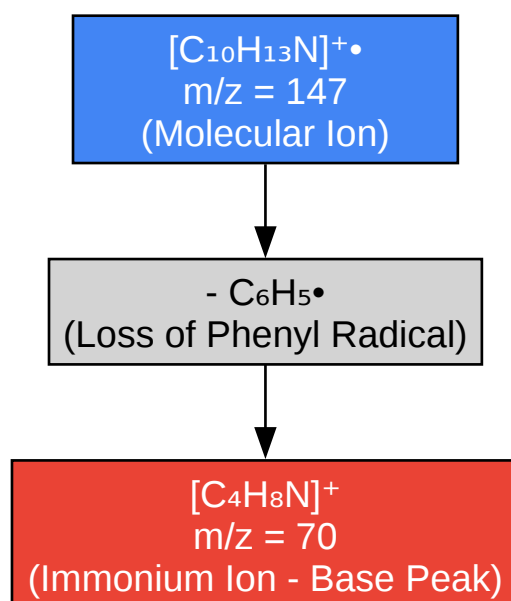 [C₁₀H₁₃N]⁺•
m/z = 147
(Molecular Ion)
- C₆H₅•
(Loss of Phenyl Radical)
[C₄H₈N]⁺
m/z = 70
(Immonium Ion - Base Peak)